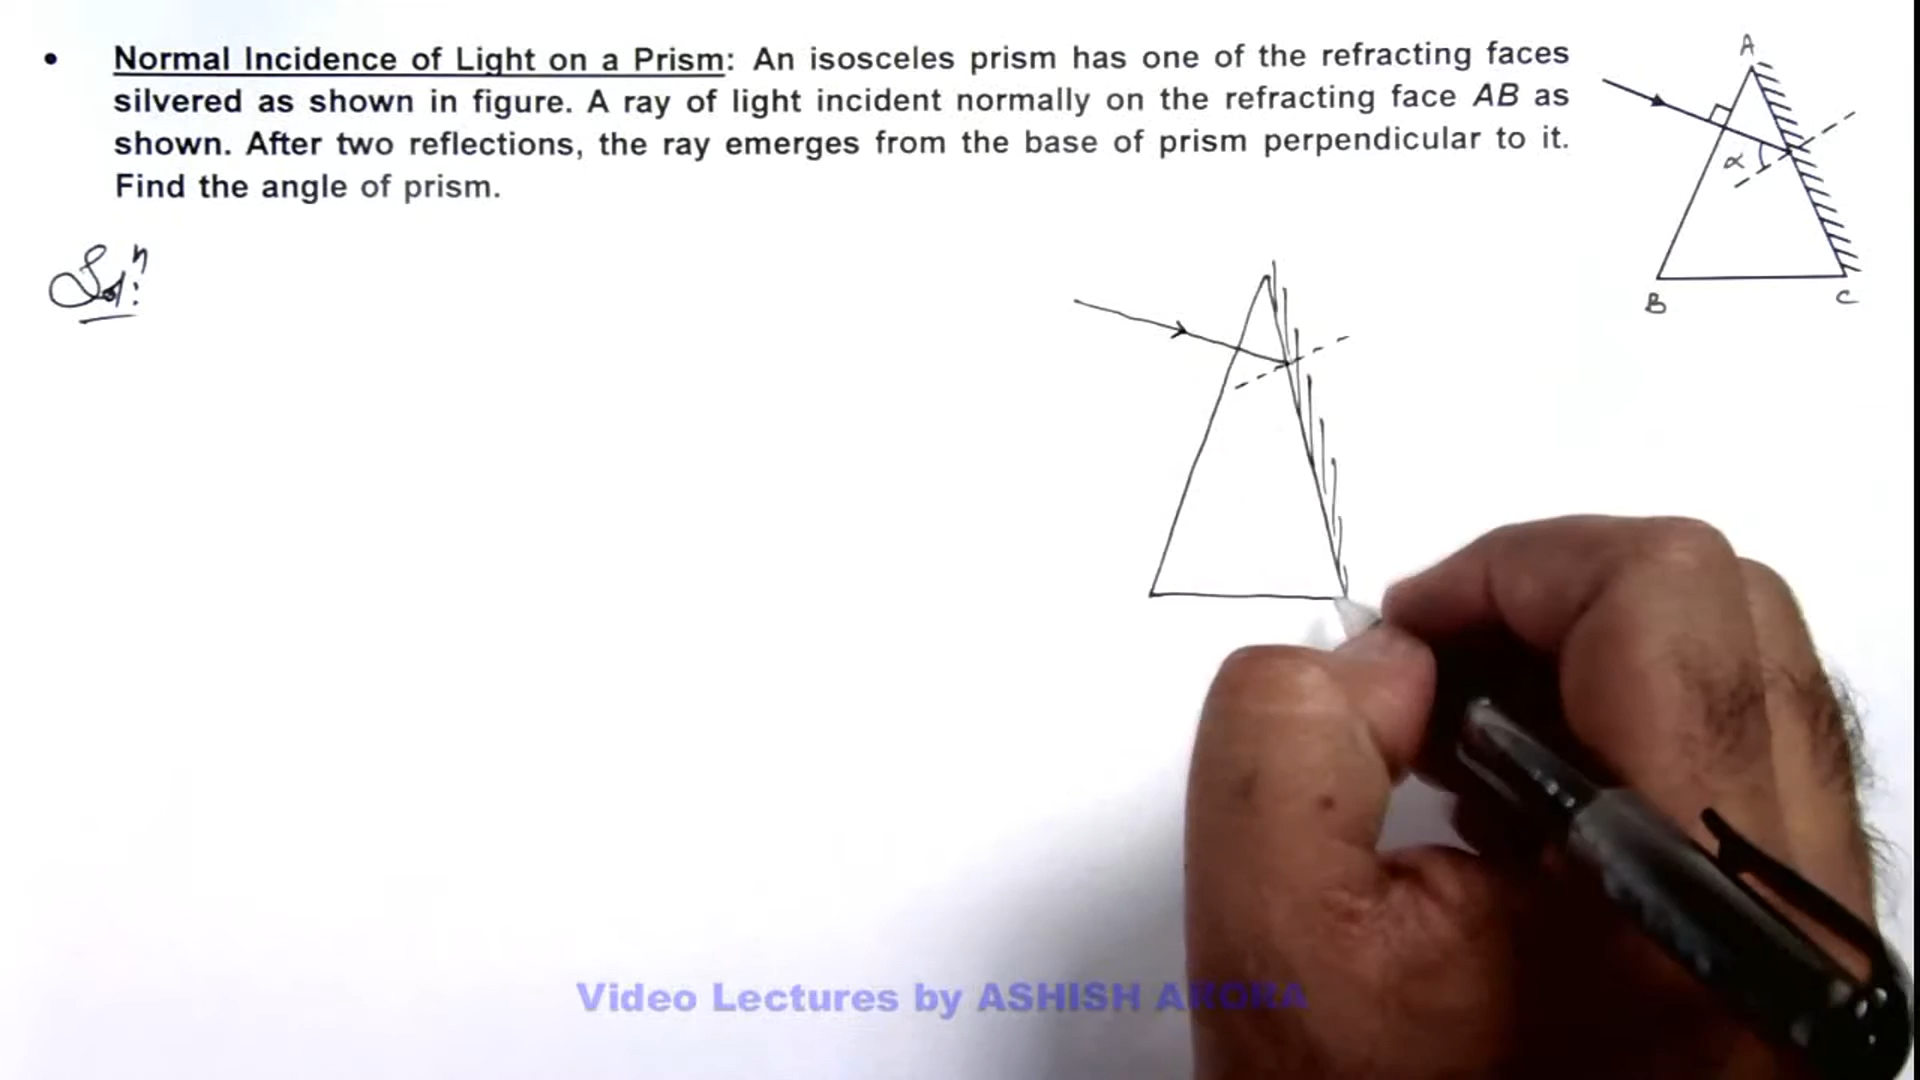 • Normal Incidence of Light on a Prism: An isosceles prism has one of the refracting faces
silvered as shown in figure. A ray of light incident normally on the refracting face AB as
shown. After two reflections, the ray emerges from the base of prism perpendicular to it.
Find the angle of prism.
A
α
B
C
Solⁿ:
Video Lectures by ASHISH ARORA